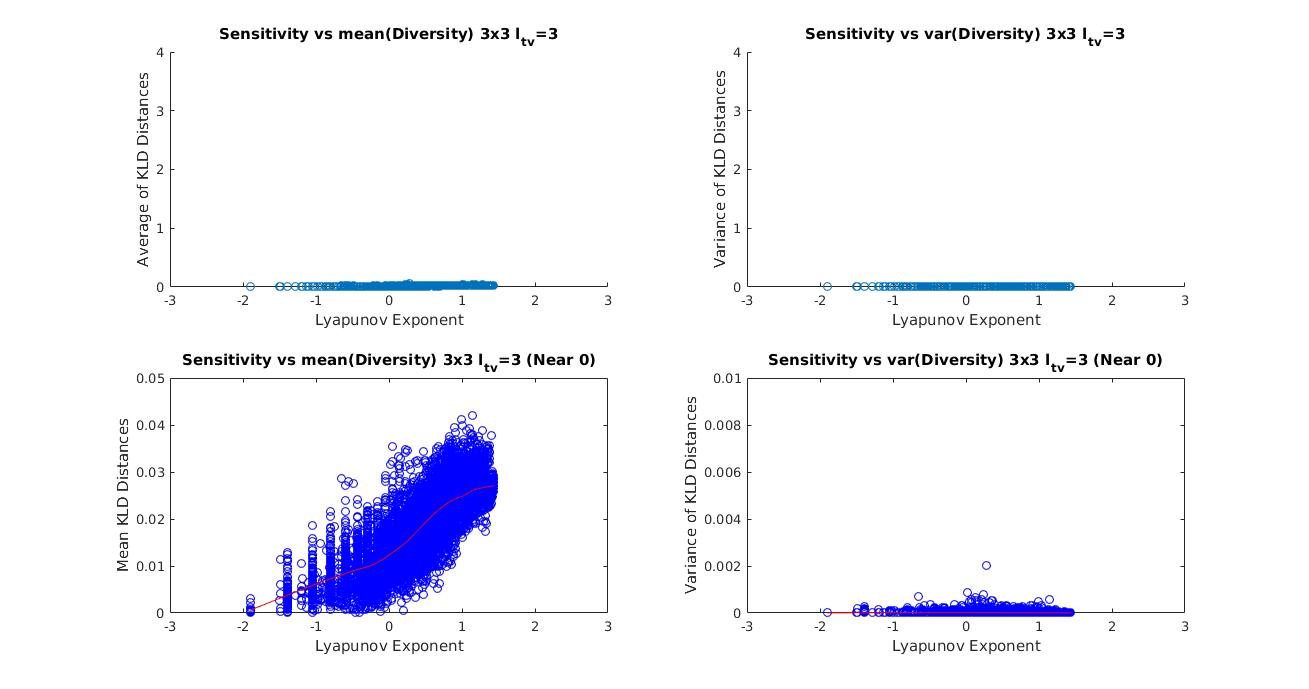 Sensitivity vs mean(Diversity) 3x3 l_tv=3
4
3
2
1
0
Average of KLD Distances
-3 -2 -1 0 1 2 3
Lyapunov Exponent
Sensitivity vs var(Diversity) 3x3 l_tv=3
4
3
2
1
0
Variance of KLD Distances
-3 -2 -1 0 1 2 3
Lyapunov Exponent
Sensitivity vs mean(Diversity) 3x3 l_tv=3 (Near 0)
0.05
0.04
0.03
0.02
0.01
0
Mean KLD Distances
-3 -2 -1 0 1 2 3
Lyapunov Exponent
Sensitivity vs var(Diversity) 3x3 l_tv=3 (Near 0)
0.01
0.008
0.006
0.004
0.002
0
Variance of KLD Distances
-3 -2 -1 0 1 2 3
Lyapunov Exponent